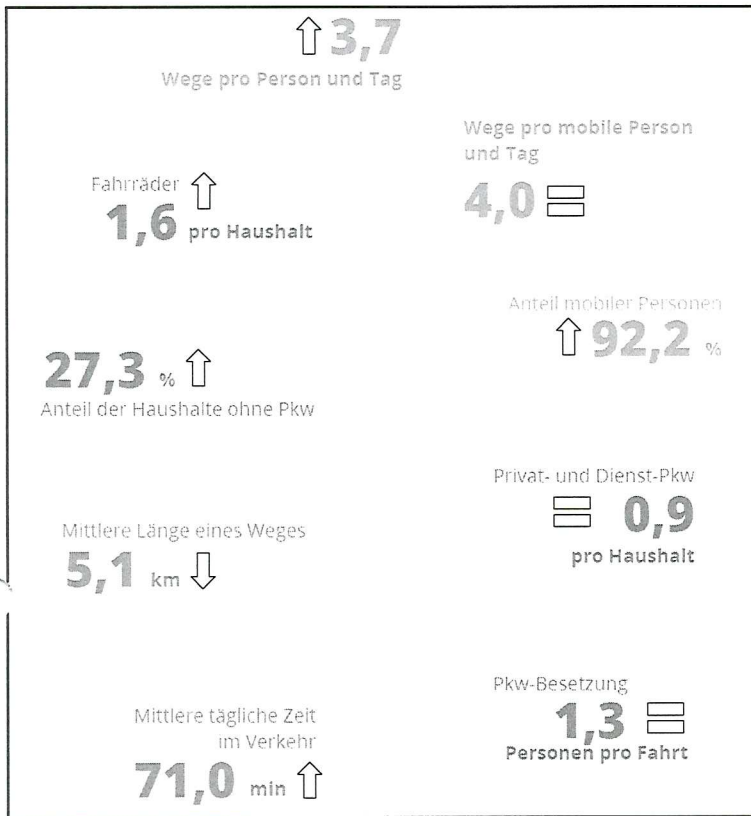 3,7
Wege pro Person und Tag
Wege pro mobile Person
und Tag
4,0
Fahrräder
1,6 pro Haushalt
Anteil mobiler Personen
92,2 %
27,3 %
Anteil der Haushalte ohne Pkw
Privat- und Dienst-Pkw
0,9
pro Haushalt
Mittlere Länge eines Weges
5,1 km
Pkw-Besetzung
1,3
Personen pro Fahrt
Mittlere tägliche Zeit
im Verkehr
71,0 min